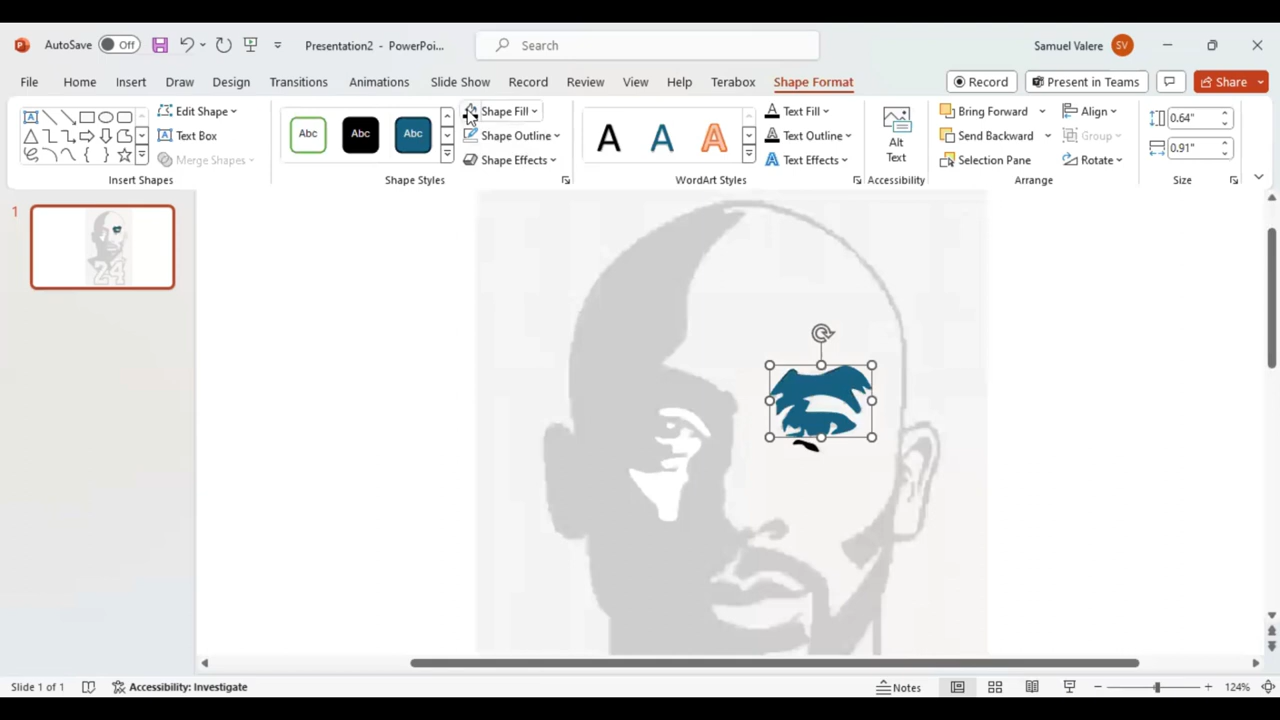 AutoSave Off Presentation2 - PowerPoi... Search Samuel Valere SV
File Home Insert Draw Design Transitions Animations Slide Show Record Review View Help Terabox Shape Format Record Present in Teams Share
Edit Shape
Text Box
Merge Shapes
Insert Shapes
Abc Abc Abc
Shape Fill
Shape Outline
Shape Effects
Shape Styles
A A A
Text Fill
Text Outline
Text Effects
WordArt Styles
Alt
Text
Accessibility
Bring Forward
Send Backward
Selection Pane
Align
Group
Rotate
Arrange
0.64"
0.91"
Size
1
24
Slide 1 of 1 Accessibility: Investigate Notes 124%